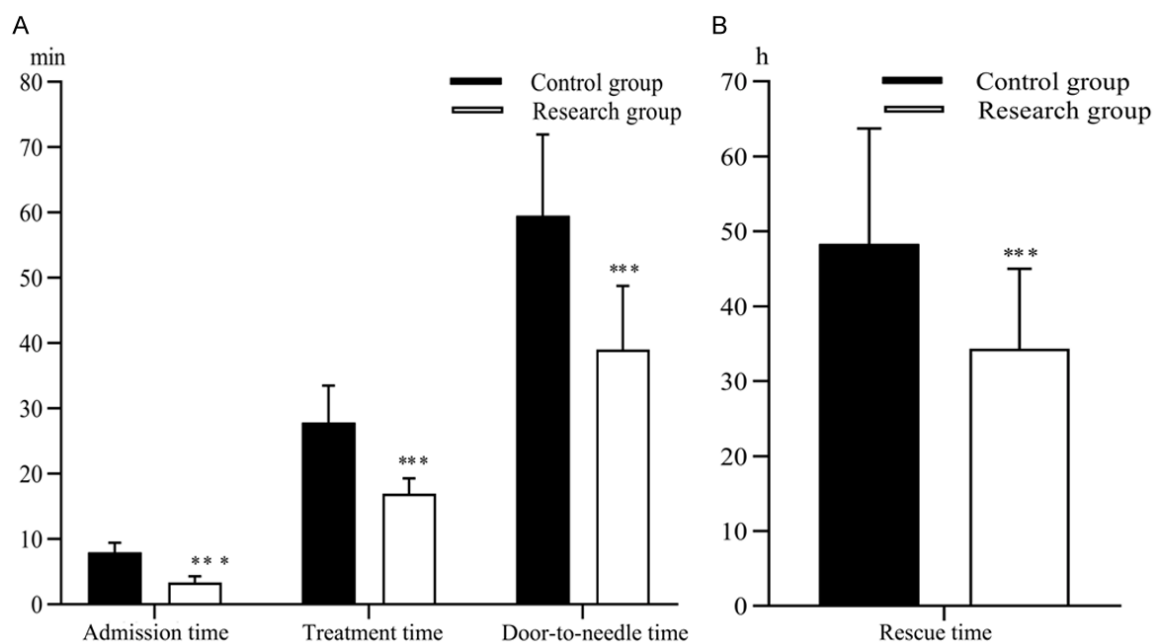 A
min
80
70
60
50
40
30
20
10
0
Control group
Research group
***
***
***
Admission time Treatment time Door-to-needle time
B
h
70
60
50
40
30
20
10
0
Control group
Research group
***
Rescue time